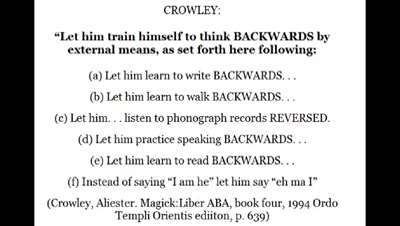 CROWLEY:
“Let him train himself to think BACKWARDS by
external means, as set forth here following:
(a) Let him learn to write BACKWARDS. . .
(b) Let him learn to walk BACKWARDS. . .
(c) Let him. . . listen to phonograph records REVERSED.
(d) Let him practice speaking BACKWARDS. . .
(e) Let him learn to read BACKWARDS. . .
(f) Instead of saying “I am he” let him say “eh ma I”
(Crowley, Aliester. Magick:Liber ABA, book four, 1994 Ordo
Templi Orientis ediiton, p. 639)